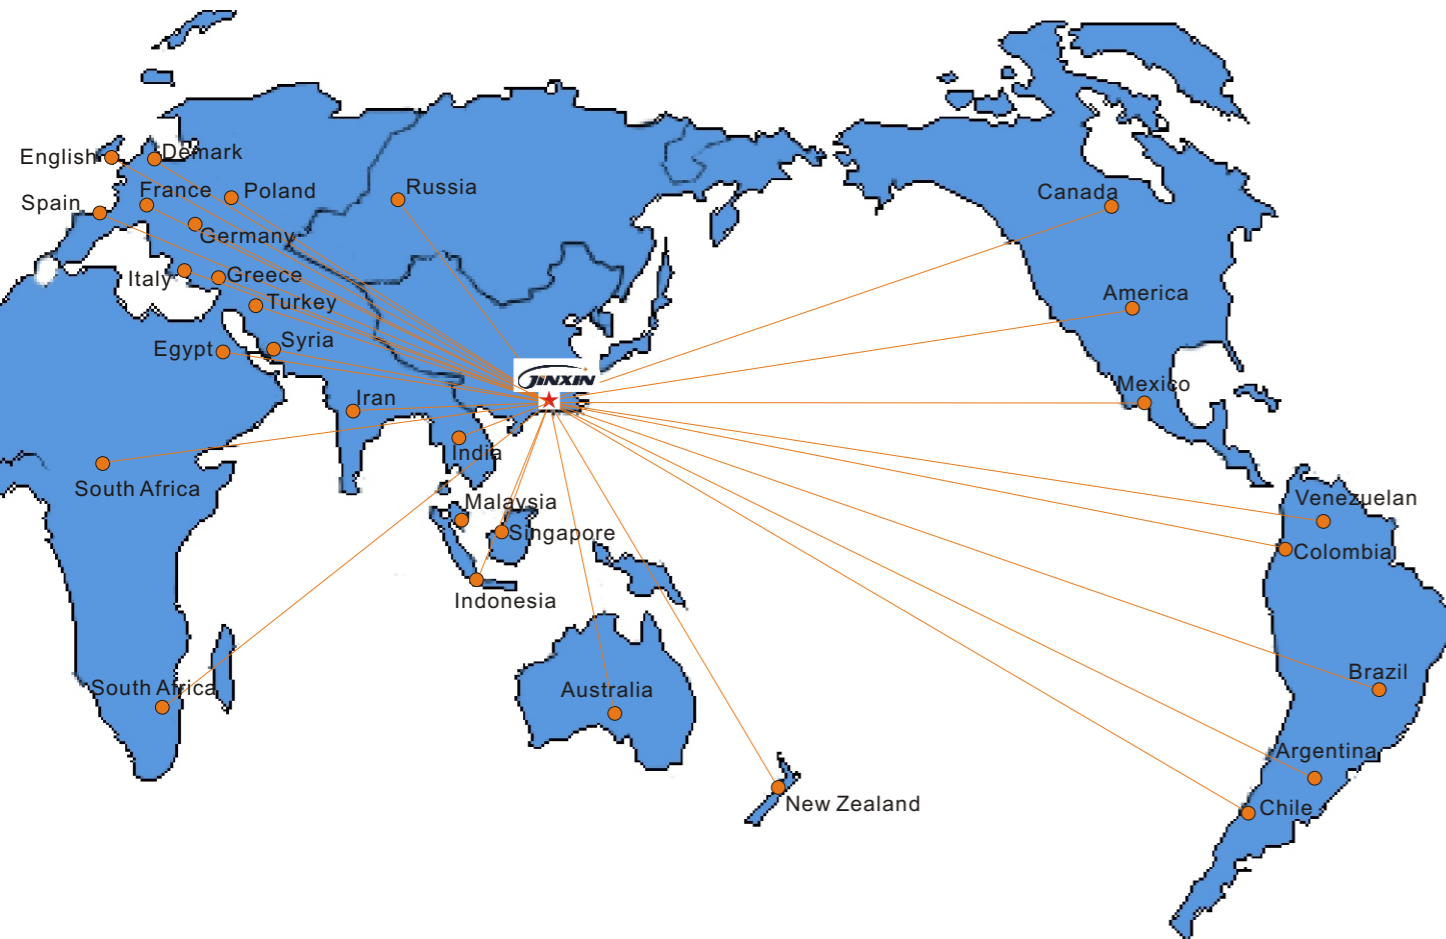 English
Demark
France
Poland
Russia
Spain
Canada
Germany
Italy
Greece
America
Turkey
Syria
Egypt
JINXIN
Mexico
Iran
India
South Africa
Malaysia
Venezuelan
Singapore
Colombia
Indonesia
Brazil
South Africa
Australia
Argentina
New Zealand
Chile